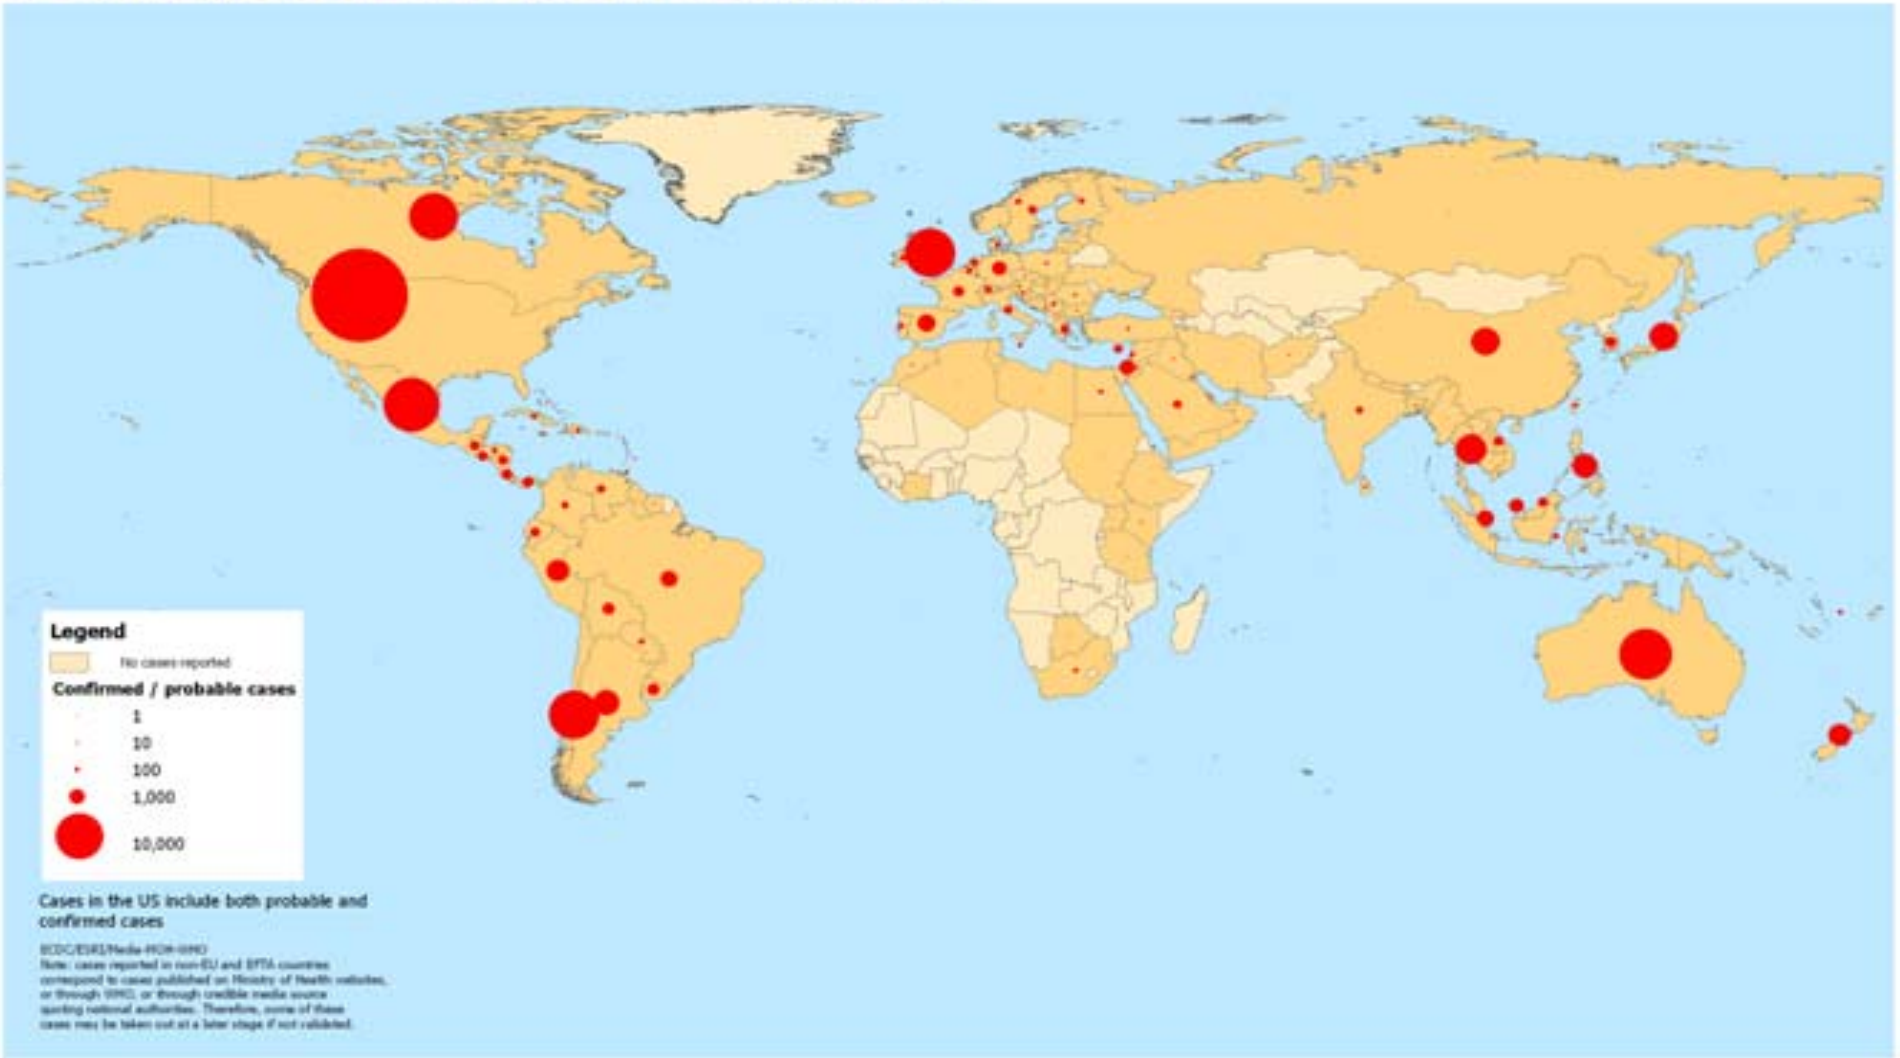 Legend
No cases reported
Confirmed / probable cases
1
10
100
1,000
10,000
Cases in the US include both probable and
confirmed cases
ECDC/ESRI/Media-MOH-WHO
Note: cases reported in non-EU and EFTA countries
correspond to cases published on Ministry of Health websites,
or through WHO, or through credible media source
quoting national authorities. Therefore, some of these
cases may be taken out at a later stage if not validated.